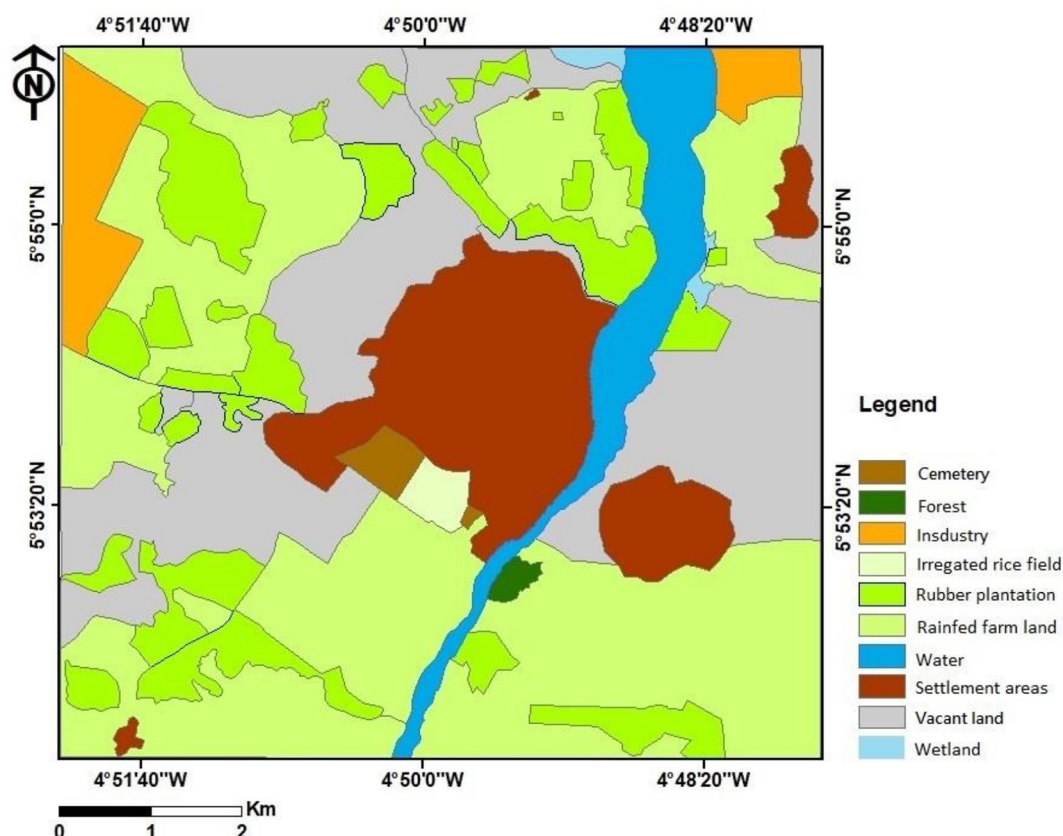 4°51'40"W 4°50'0"W 4°48'20"W
N
5°55'0"N 5°55'0"N
5°53'20"N 5°53'20"N
Legend
Cemetery
Forest
Insdustry
Irregated rice field
Rubber plantation
Rainfed farm land
Water
Settlement areas
Vacant land
Wetland
4°51'40"W 4°50'0"W 4°48'20"W
Km
0 1 2